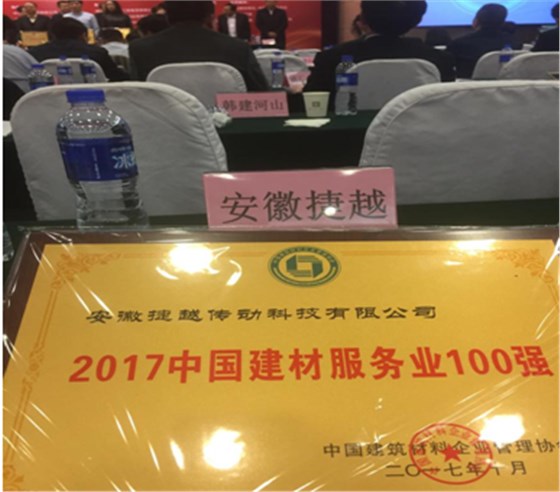 韩建河山
冰
安徽捷越
安徽捷越传动科技有限公司
2017中国建材服务业100强
中国建筑材料企业管理协
二〇一七年十月